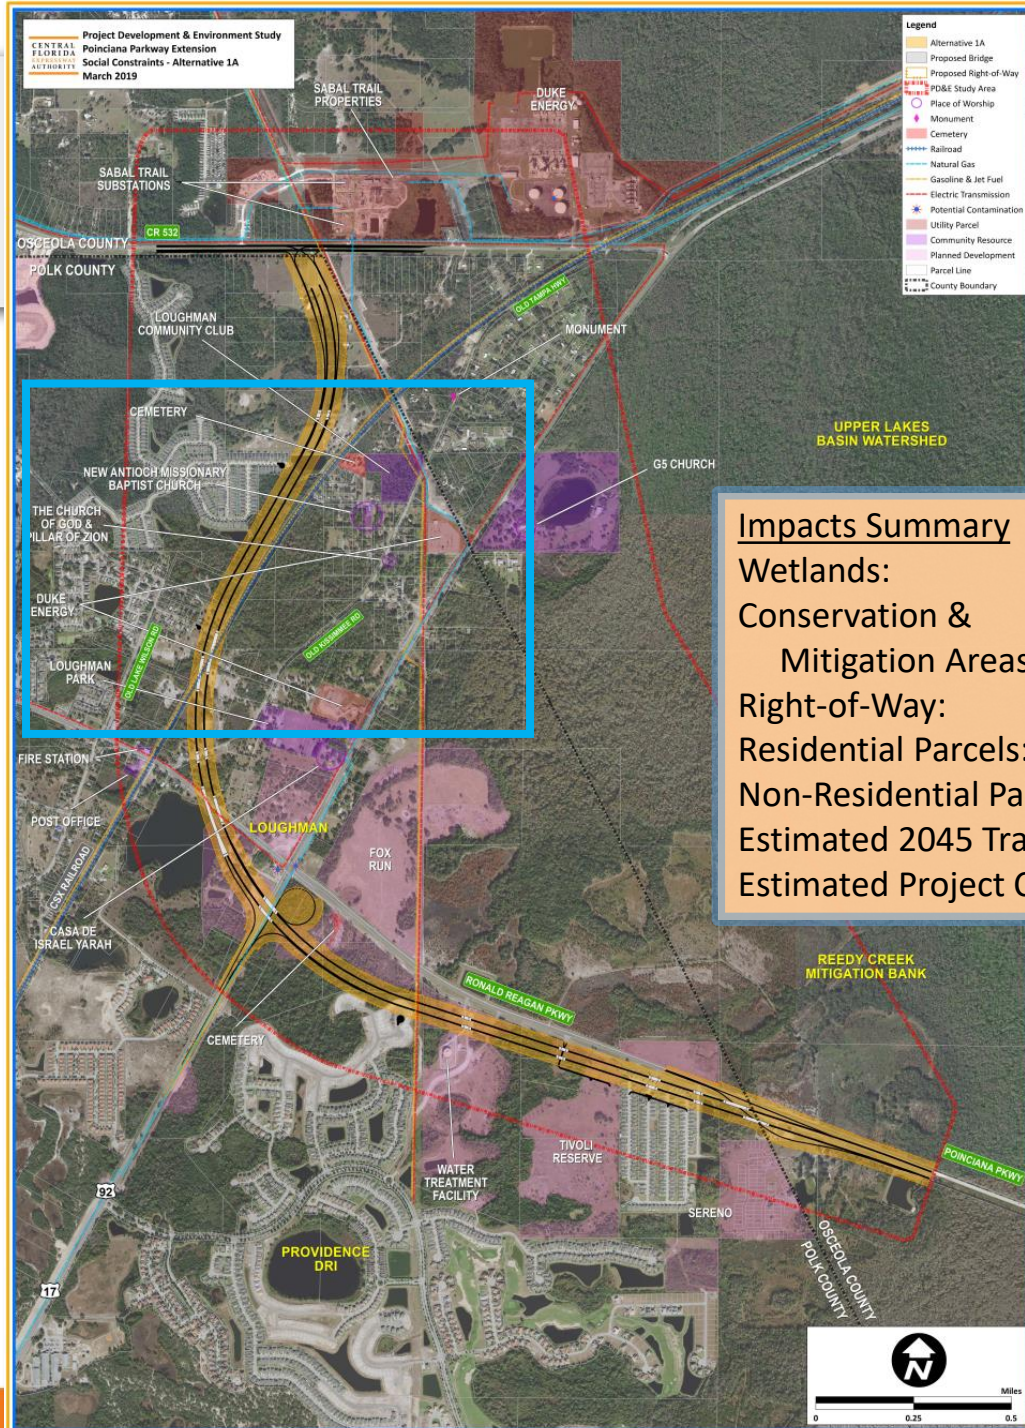 CENTRAL
FLORIDA
EXPRESSWAY
AUTHORITY
Project Development & Environment Study
Poinciana Parkway Extension
Social Constraints - Alternative 1A
March 2019
Legend
Alternative 1A
Proposed Bridge
Proposed Right-of-Way
PD&E Study Area
Place of Worship
Monument
Cemetery
Railroad
Natural Gas
Gasoline & Jet Fuel
Electric Transmission
Potential Contamination
Utility Parcel
Community Resource
Planned Development
Parcel Line
County Boundary
SABAL TRAIL
PROPERTIES
DUKE
ENERGY
SABAL TRAIL
SUBSTATIONS
CR 532
OSCEOLA COUNTY
POLK COUNTY
OLD TAMPA HWY
LOUGHMAN
COMMUNITY CLUB
MONUMENT
CEMETERY
UPPER LAKES
BASIN WATERSHED
NEW ANTIOCH MISSIONARY
BAPTIST CHURCH
G5 CHURCH
THE CHURCH
OF GOD &
PILLAR OF ZION
DUKE
ENERGY
OLD LAKE WILSON RD
OLD KISSIMMEE RD
LOUGHMAN
PARK
Impacts Summary
Wetlands:
Conservation &
Mitigation Areas
Right-of-Way:
Residential Parcels:
Non-Residential Pa
Estimated 2045 Tra
Estimated Project C
FIRE STATION
POST OFFICE
LOUGHMAN
FOX
RUN
CSX RAILROAD
CASA DE
ISRAEL YARAH
REEDY CREEK
MITIGATION BANK
RONALD REAGAN PKWY
CEMETERY
POINCIANA PKWY
TIVOLI
RESERVE
WATER
TREATMENT
FACILITY
SERENO
92
OSCEOLA COUNTY
POLK COUNTY
PROVIDENCE
DRI
17
N
Miles
0 0.25 0.5